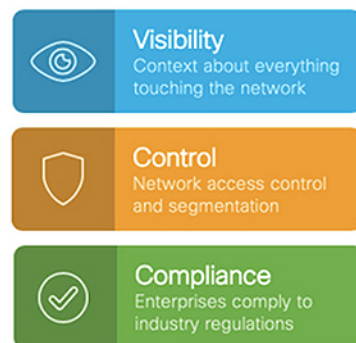 Visibility
Context about everything
touching the network
Control
Network access control
and segmentation
Compliance
Enterprises comply to
industry regulations